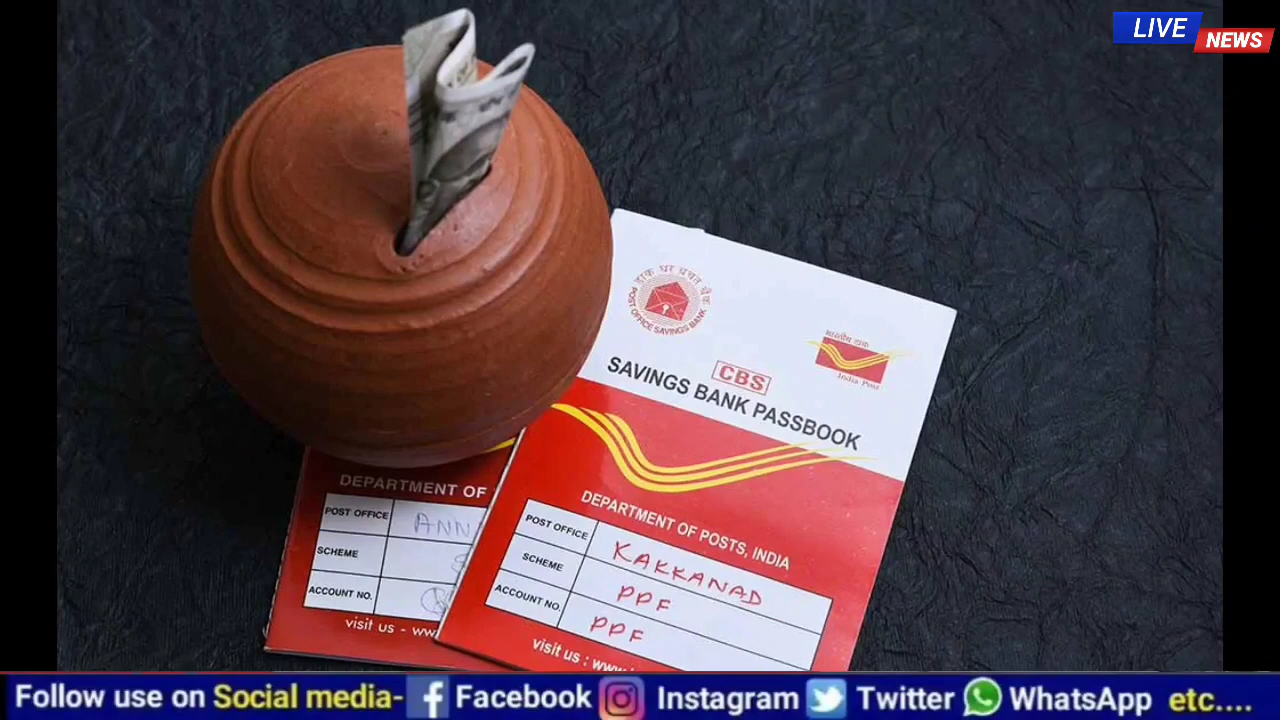 LIVE
NEWS
डाक घर बचत बैंक
POST OFFICE SAVINGS BANK
भारतीय डाक
India Post
CBS
SAVINGS BANK PASSBOOK
DEPARTMENT OF POSTS, INDIA
POST OFFICE KAKKANAD
SCHEME PPF
ACCOUNT NO. PPF
visit us : www.
DEPARTMENT OF
POST OFFICE ANN
SCHEME
ACCOUNT NO.
visit us - ww
Follow use on Social media- Facebook Instagram Twitter WhatsApp etc....